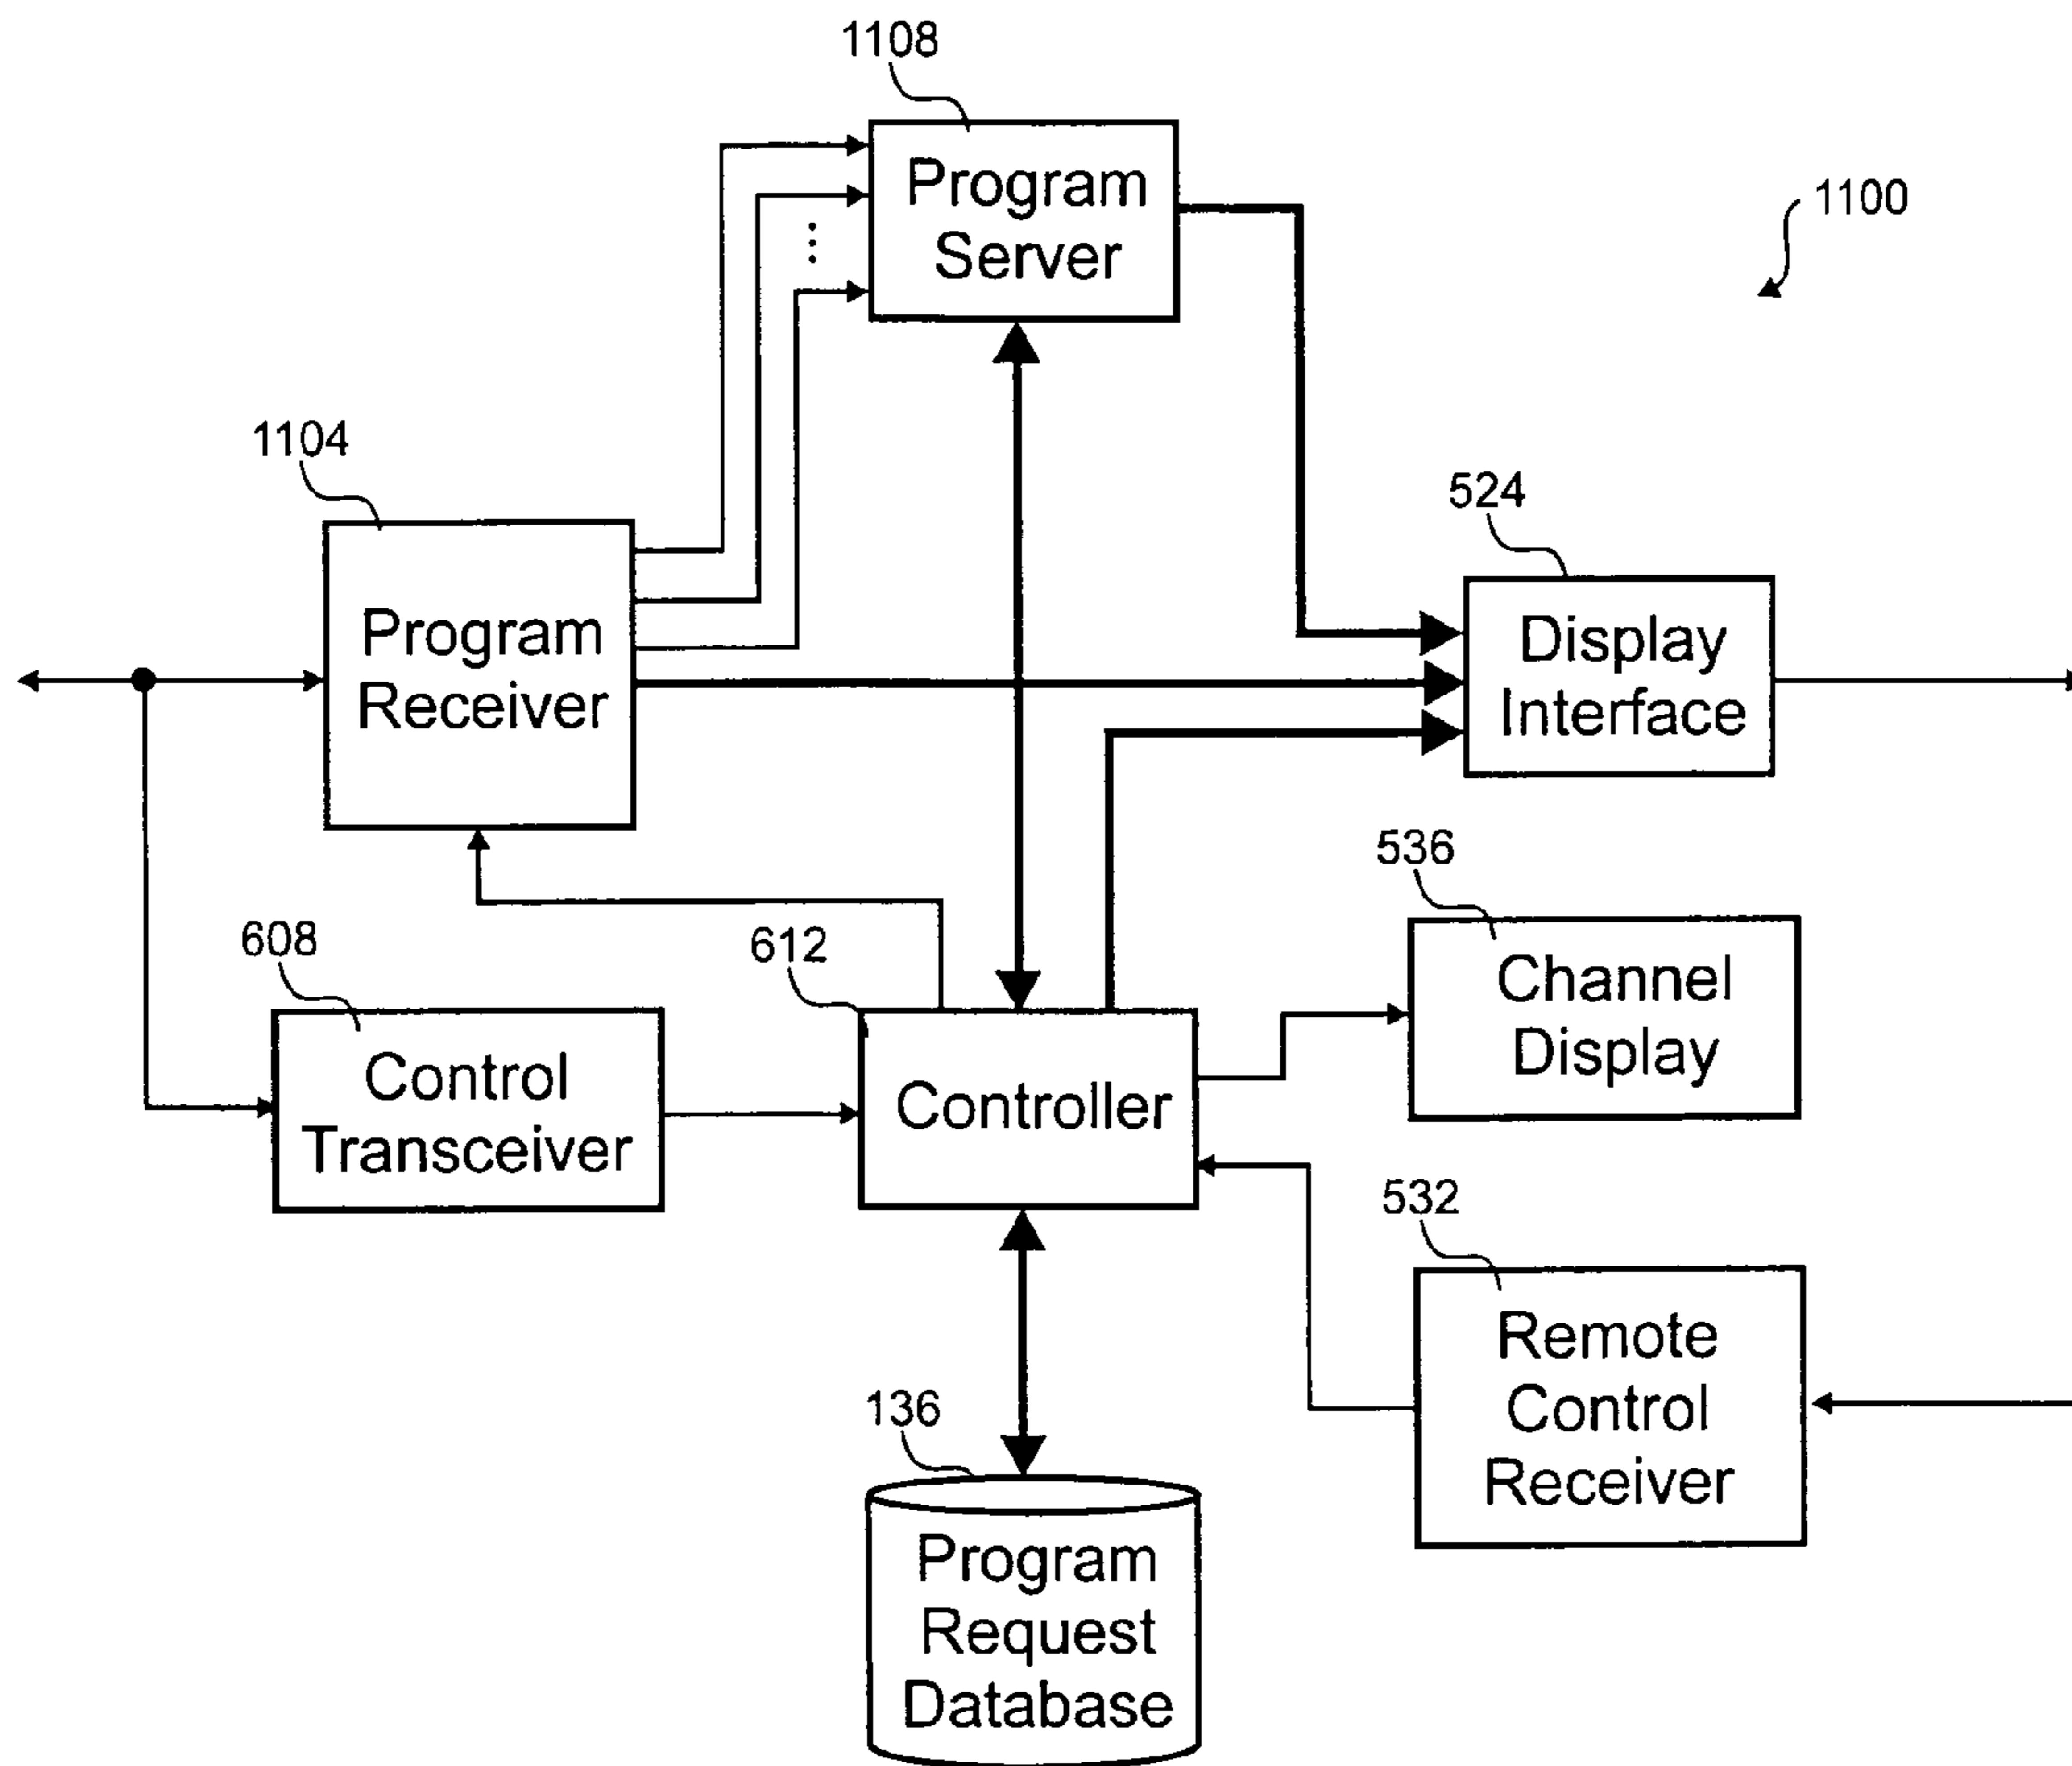 1108
Program
Server
1100
1104
Program
Receiver
524
Display
Interface
536
Channel
Display
608
Control
Transceiver
612
Controller
532
Remote
Control
Receiver
136
Program
Request
Database